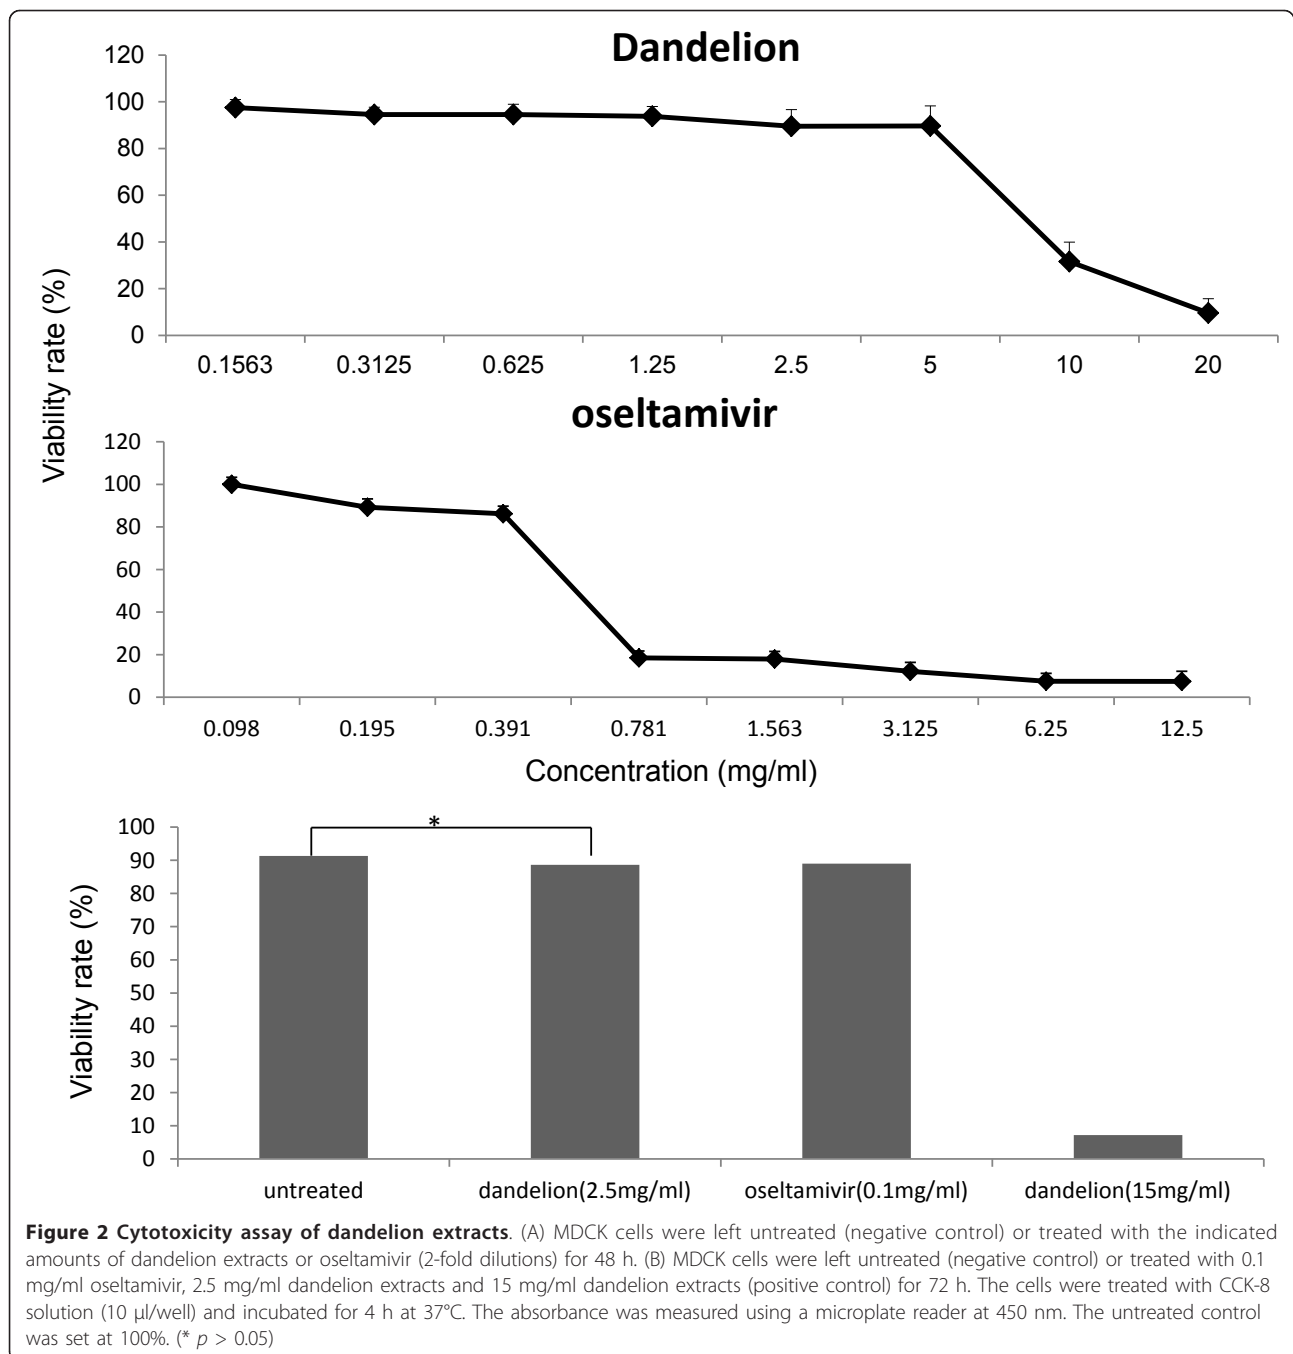 Dandelion
120
100
80
60
40
20
0
0.1563 0.3125 0.625 1.25 2.5 5 10 20
Viability rate (%)
oseltamivir
120
100
80
60
40
20
0
0.098 0.195 0.391 0.781 1.563 3.125 6.25 12.5
Concentration (mg/ml)
*
100
90
80
70
60
50
40
30
20
10
0
Viability rate (%)
untreated dandelion(2.5mg/ml) oseltamivir(0.1mg/ml) dandelion(15mg/ml)
Figure 2 Cytotoxicity assay of dandelion extracts. (A) MDCK cells were left untreated (negative control) or treated with the indicated
amounts of dandelion extracts or oseltamivir (2-fold dilutions) for 48 h. (B) MDCK cells were left untreated (negative control) or treated with 0.1
mg/ml oseltamivir, 2.5 mg/ml dandelion extracts and 15 mg/ml dandelion extracts (positive control) for 72 h. The cells were treated with CCK-8
solution (10 μl/well) and incubated for 4 h at 37°C. The absorbance was measured using a microplate reader at 450 nm. The untreated control
was set at 100%. (* p > 0.05)